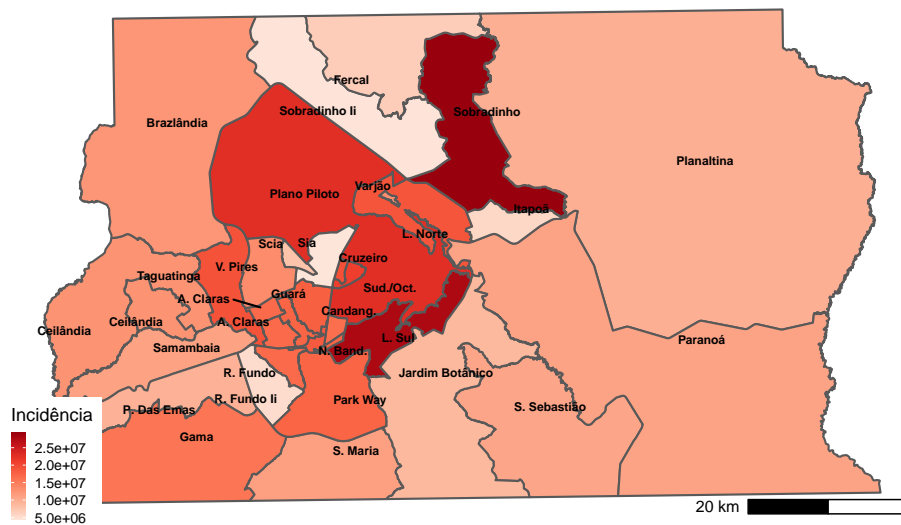 Fercal
Sobradinho Ii
Sobradinho
Brazlândia
Planaltina
Varjão
Plano Piloto
Itapoã
L. Norte
Scia
Sia
Cruzeiro
V. Pires
Taguatinga
Sud./Oct.
Guará
A. Claras
Candang.
Ceilândia
Ceilândia
A. Claras
L. Sul
Paranoá
Samambaia
N. Band.
R. Fundo
Jardim Botânico
R. Fundo Ii
Park Way
P. Das Emas
S. Sebastião
Gama
S. Maria
Incidência
2.5e+07
2.0e+07
1.5e+07
1.0e+07
5.0e+06
20 km